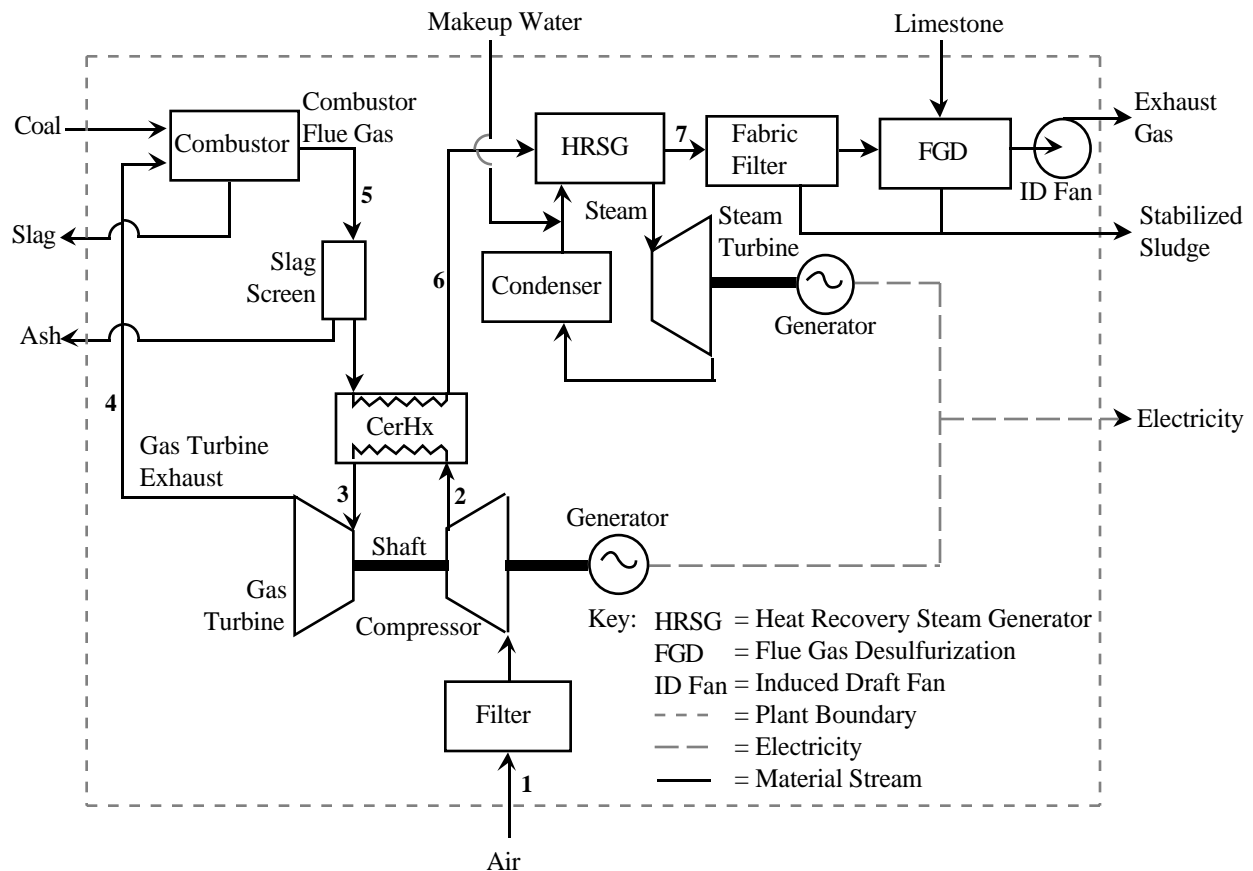 Makeup Water
Limestone
Coal
Combustor
Combustor
Flue Gas
HRSG
7
Fabric
Filter
FGD
Exhaust
Gas
ID Fan
5
Slag
Steam
Steam
Turbine
Stabilized
Sludge
Slag
Screen
6
Condenser
Generator
Ash
4
CerHx
Electricity
Gas Turbine
Exhaust
3
2
Generator
Shaft
Gas
Turbine
Compressor
Key:
HRSG = Heat Recovery Steam Generator
FGD = Flue Gas Desulfurization
ID Fan = Induced Draft Fan
= Plant Boundary
= Electricity
= Material Stream
Filter
1
Air